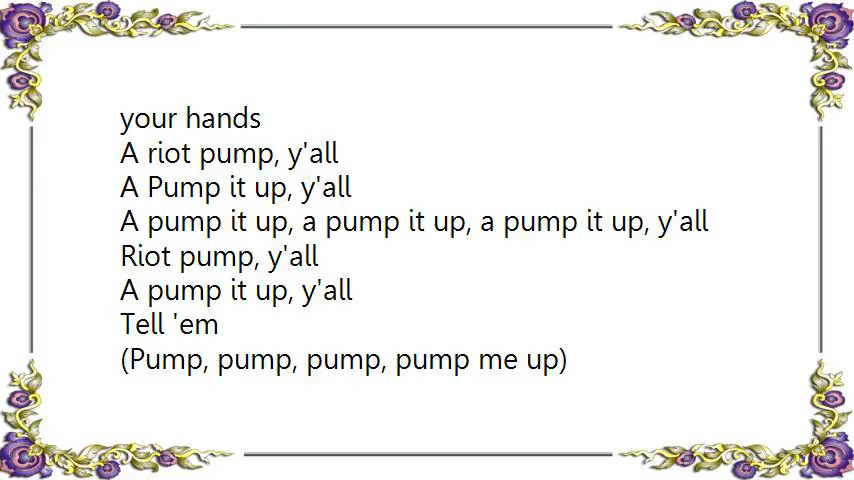 your hands
A riot pump, y'all
A Pump it up, y'all
A pump it up, a pump it up, a pump it up, y'all
Riot pump, y'all
A pump it up, y'all
Tell 'em
(Pump, pump, pump, pump me up)